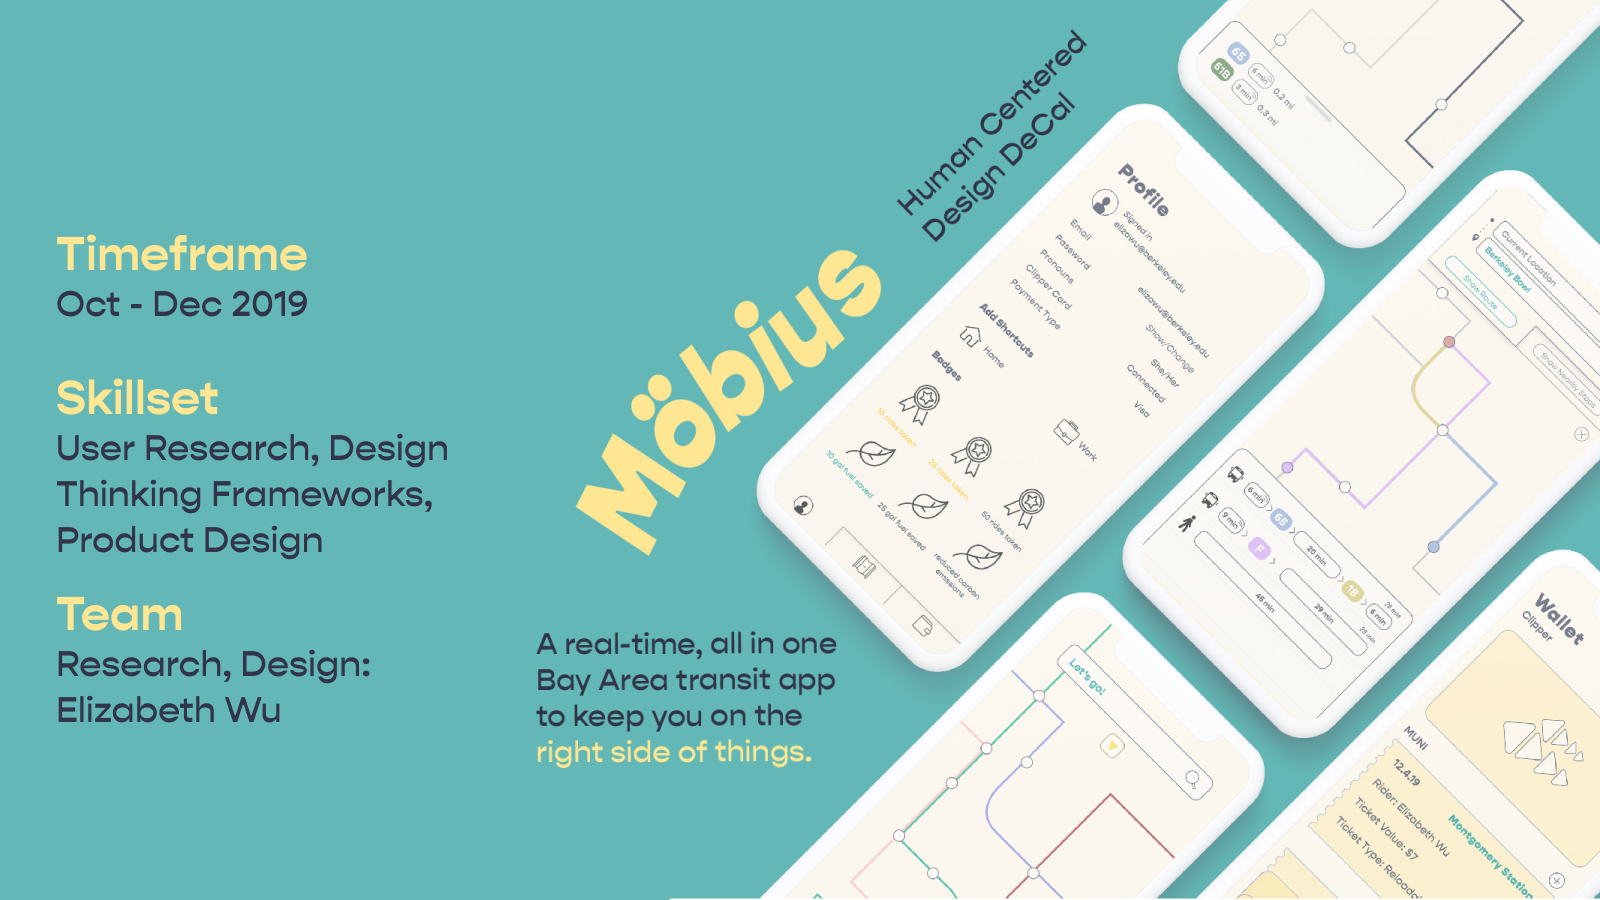 Timeframe
Oct - Dec 2019
Skillset
User Research, Design
Thinking Frameworks,
Product Design
Team
Research, Design:
Elizabeth Wu
Möbius
Human Centered
Design DeCal
A real-time, all in one
Bay Area transit app
to keep you on the
right side of things.
65
6 min
0.2 mi
51B
3 min
0.3 mi
Profile
Signed in
elizawu@berkeley.edu
Email
elizawu@berkeley.edu
Password
Show/Change
Pronouns
She/Her
Clipper Card
Connected
Payment Type
Visa
Add Shortcuts
Home
Work
Badges
10 rides taken
25 rides taken
50 rides taken
10 gal fuel saved
25 gal fuel saved
reduced carbon
emissions
Current Location
Berkeley Bowl
Show Route
Show Nearby Stops
6 min
65
20 min
18
28 min
9 min
F
29 min
6 min
25 min
45 min
Let's go!
Wallet
Clipper
MUNI
12.4.19
Montgomery Station
Rider: Elizabeth Wu
Ticket Value: $7
Ticket Type: Reloada